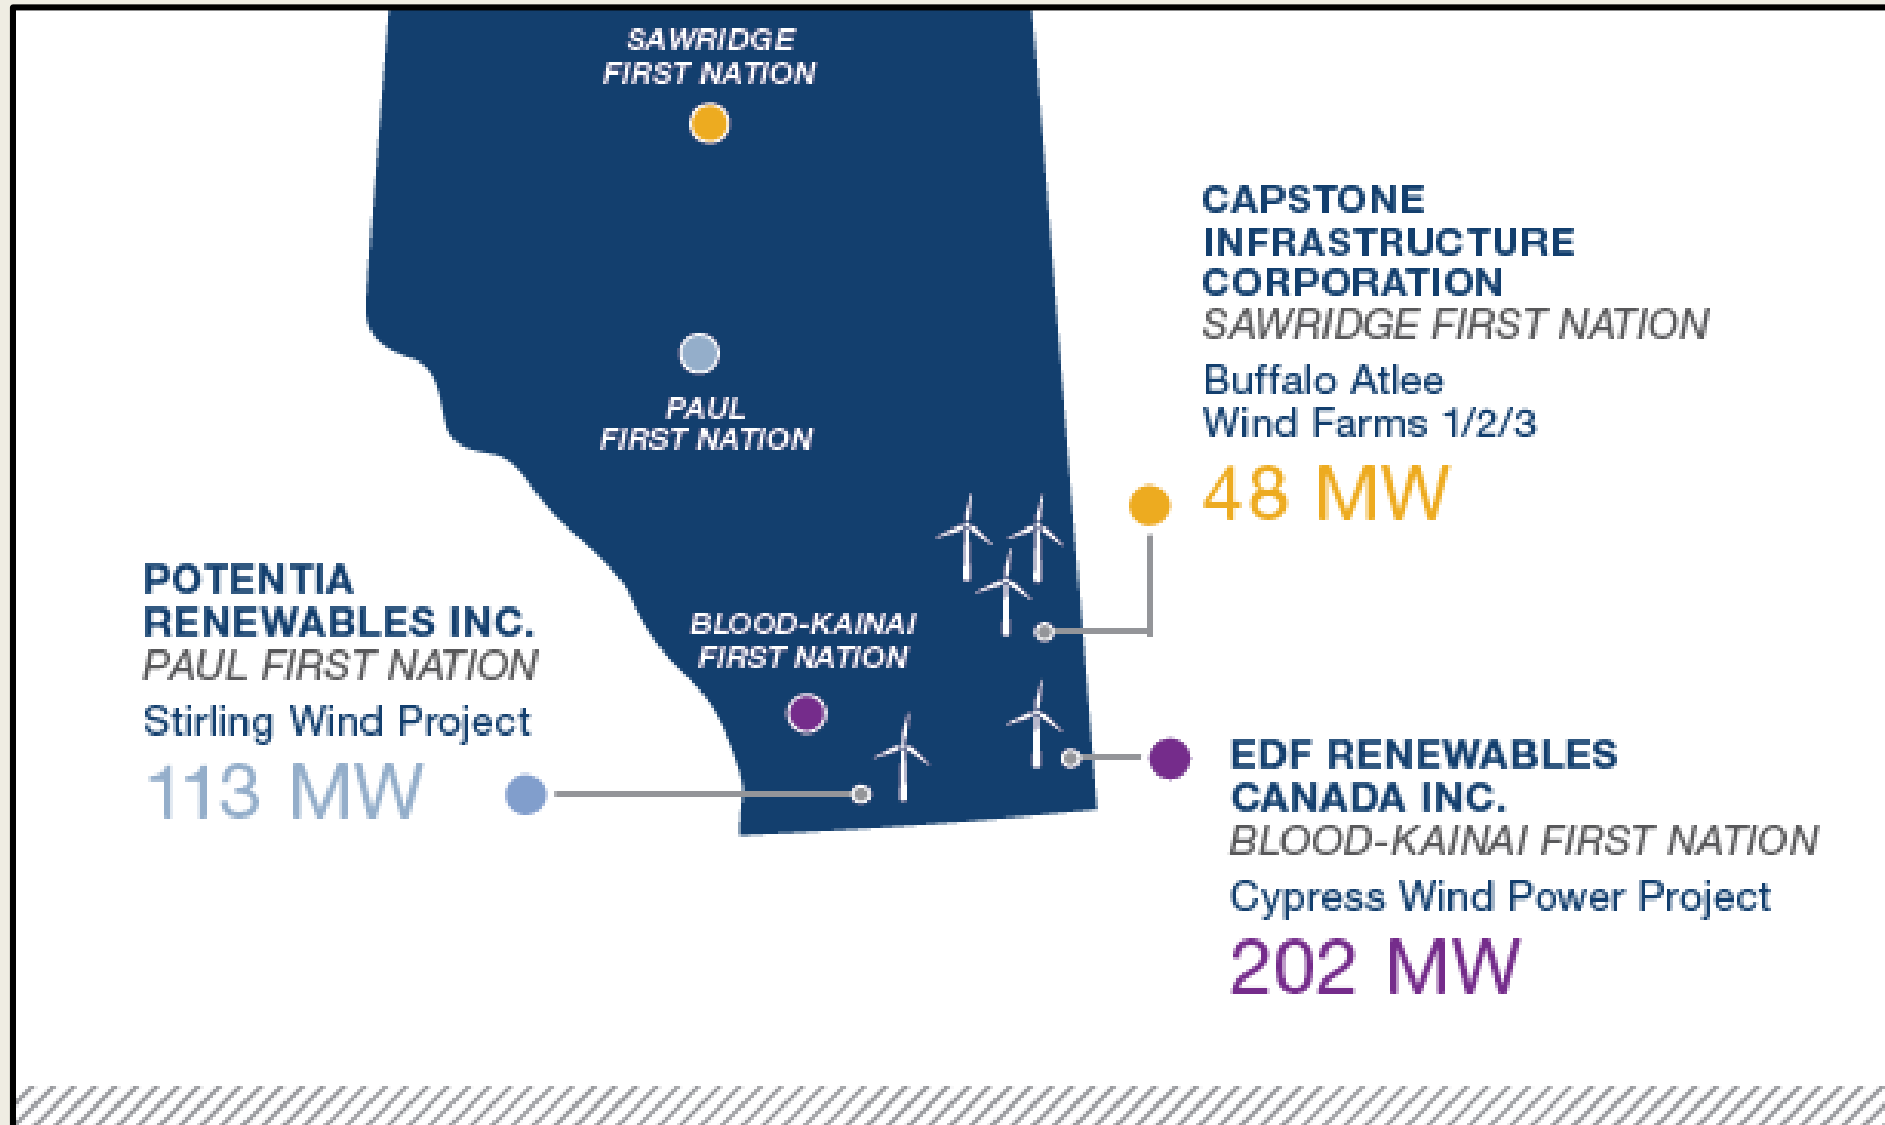 SAWRIDGE
FIRST NATION
PAUL
FIRST NATION
BLOOD-KAINAI
FIRST NATION
CAPSTONE
INFRASTRUCTURE
CORPORATION
SAWRIDGE FIRST NATION
Buffalo Atlee
Wind Farms 1/2/3
48 MW
POTENTIA
RENEWABLES INC.
PAUL FIRST NATION
Stirling Wind Project
113 MW
EDF RENEWABLES
CANADA INC.
BLOOD-KAINAI FIRST NATION
Cypress Wind Power Project
202 MW